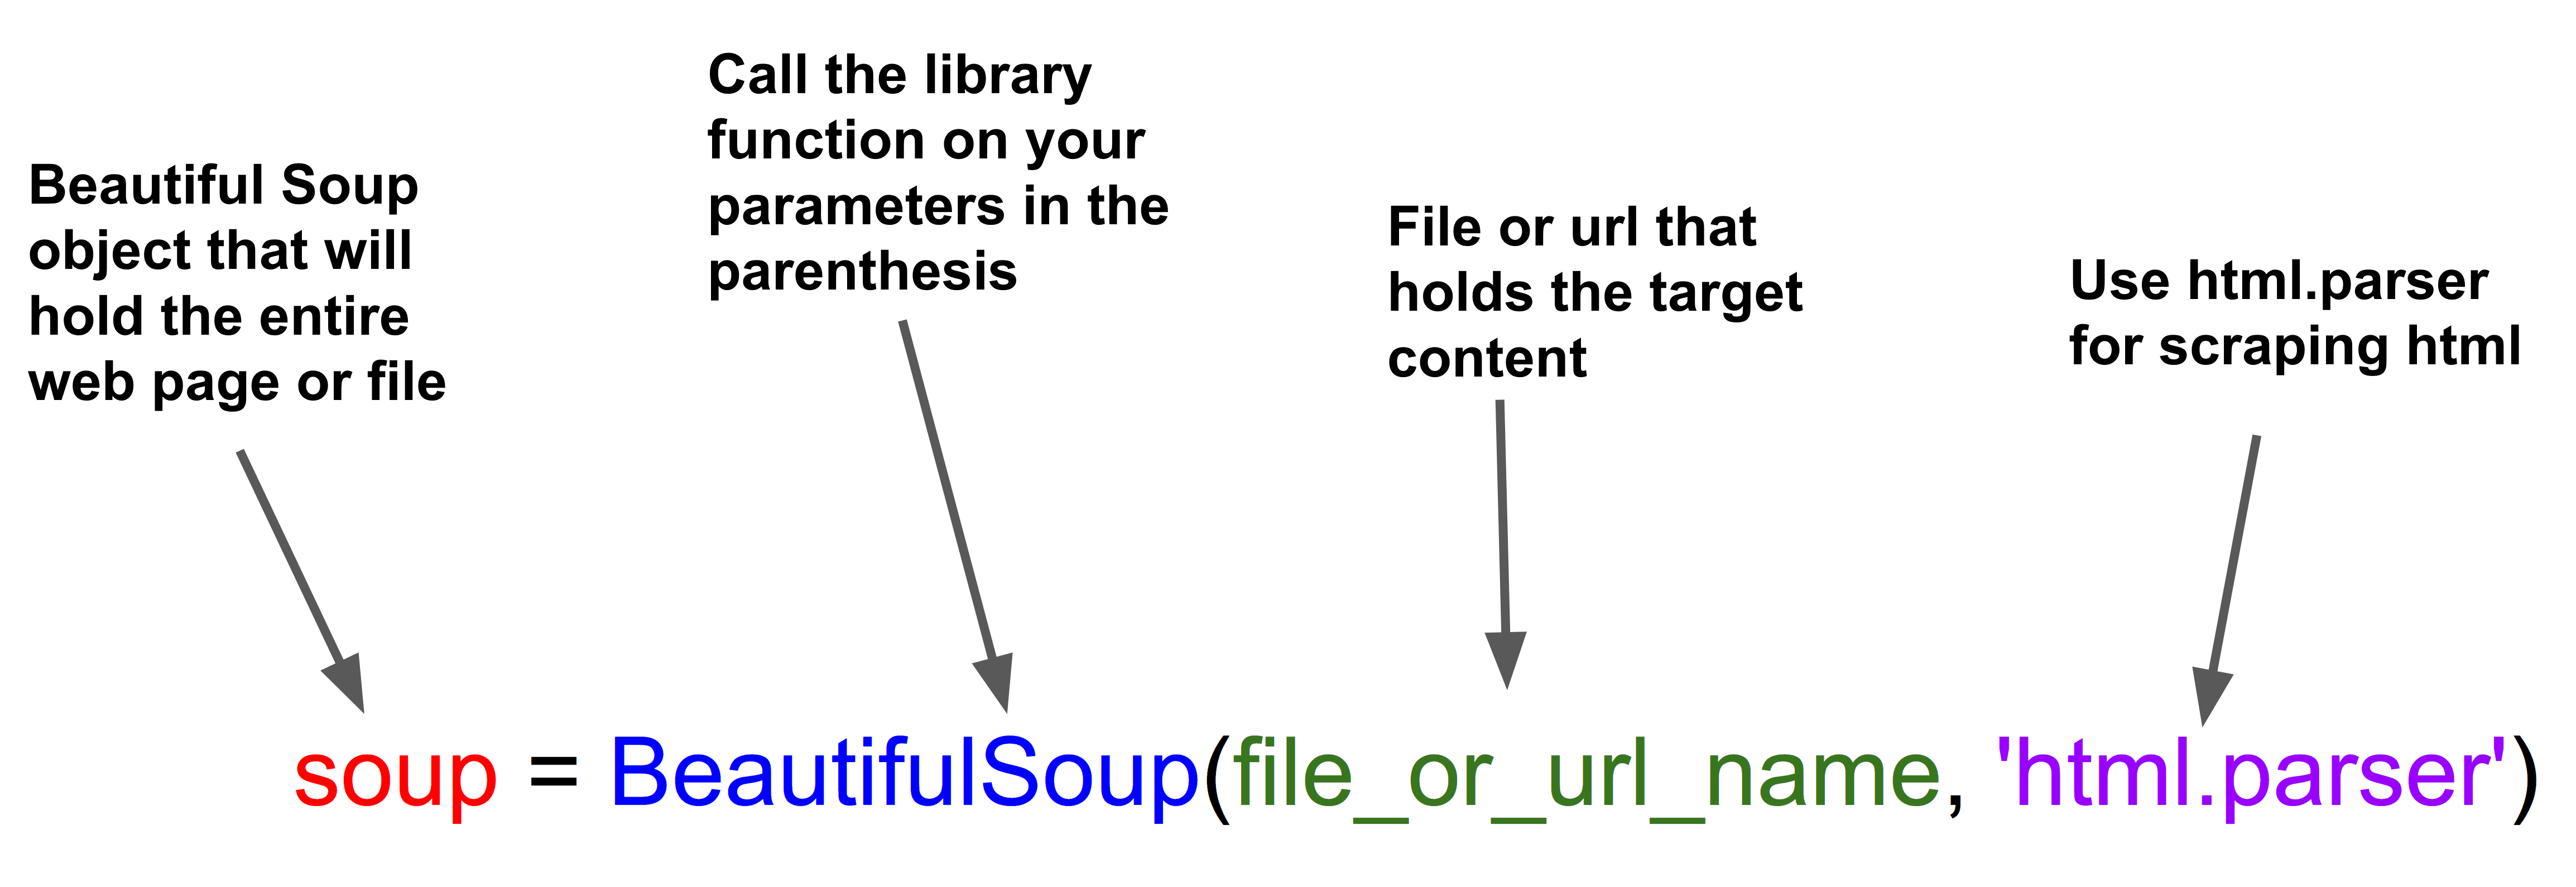 Beautiful Soup
object that will
hold the entire
web page or file
Call the library
function on your
parameters in the
parenthesis
File or url that
holds the target
content
Use html.parser
for scraping html
soup = BeautifulSoup(file_or_url_name, 'html.parser')